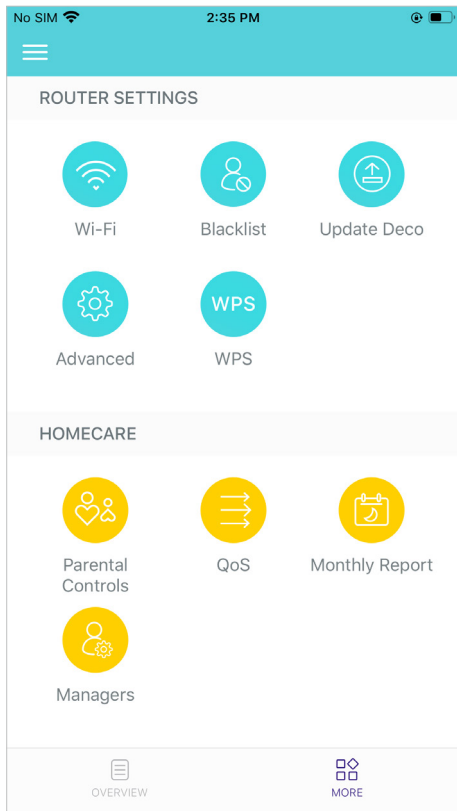 No SIM 2:35 PM
ROUTER SETTINGS
Wi-Fi Blacklist Update Deco
WPS
Advanced WPS
HOMECARE
Parental Controls QoS Monthly Report
Managers
OVERVIEW MORE